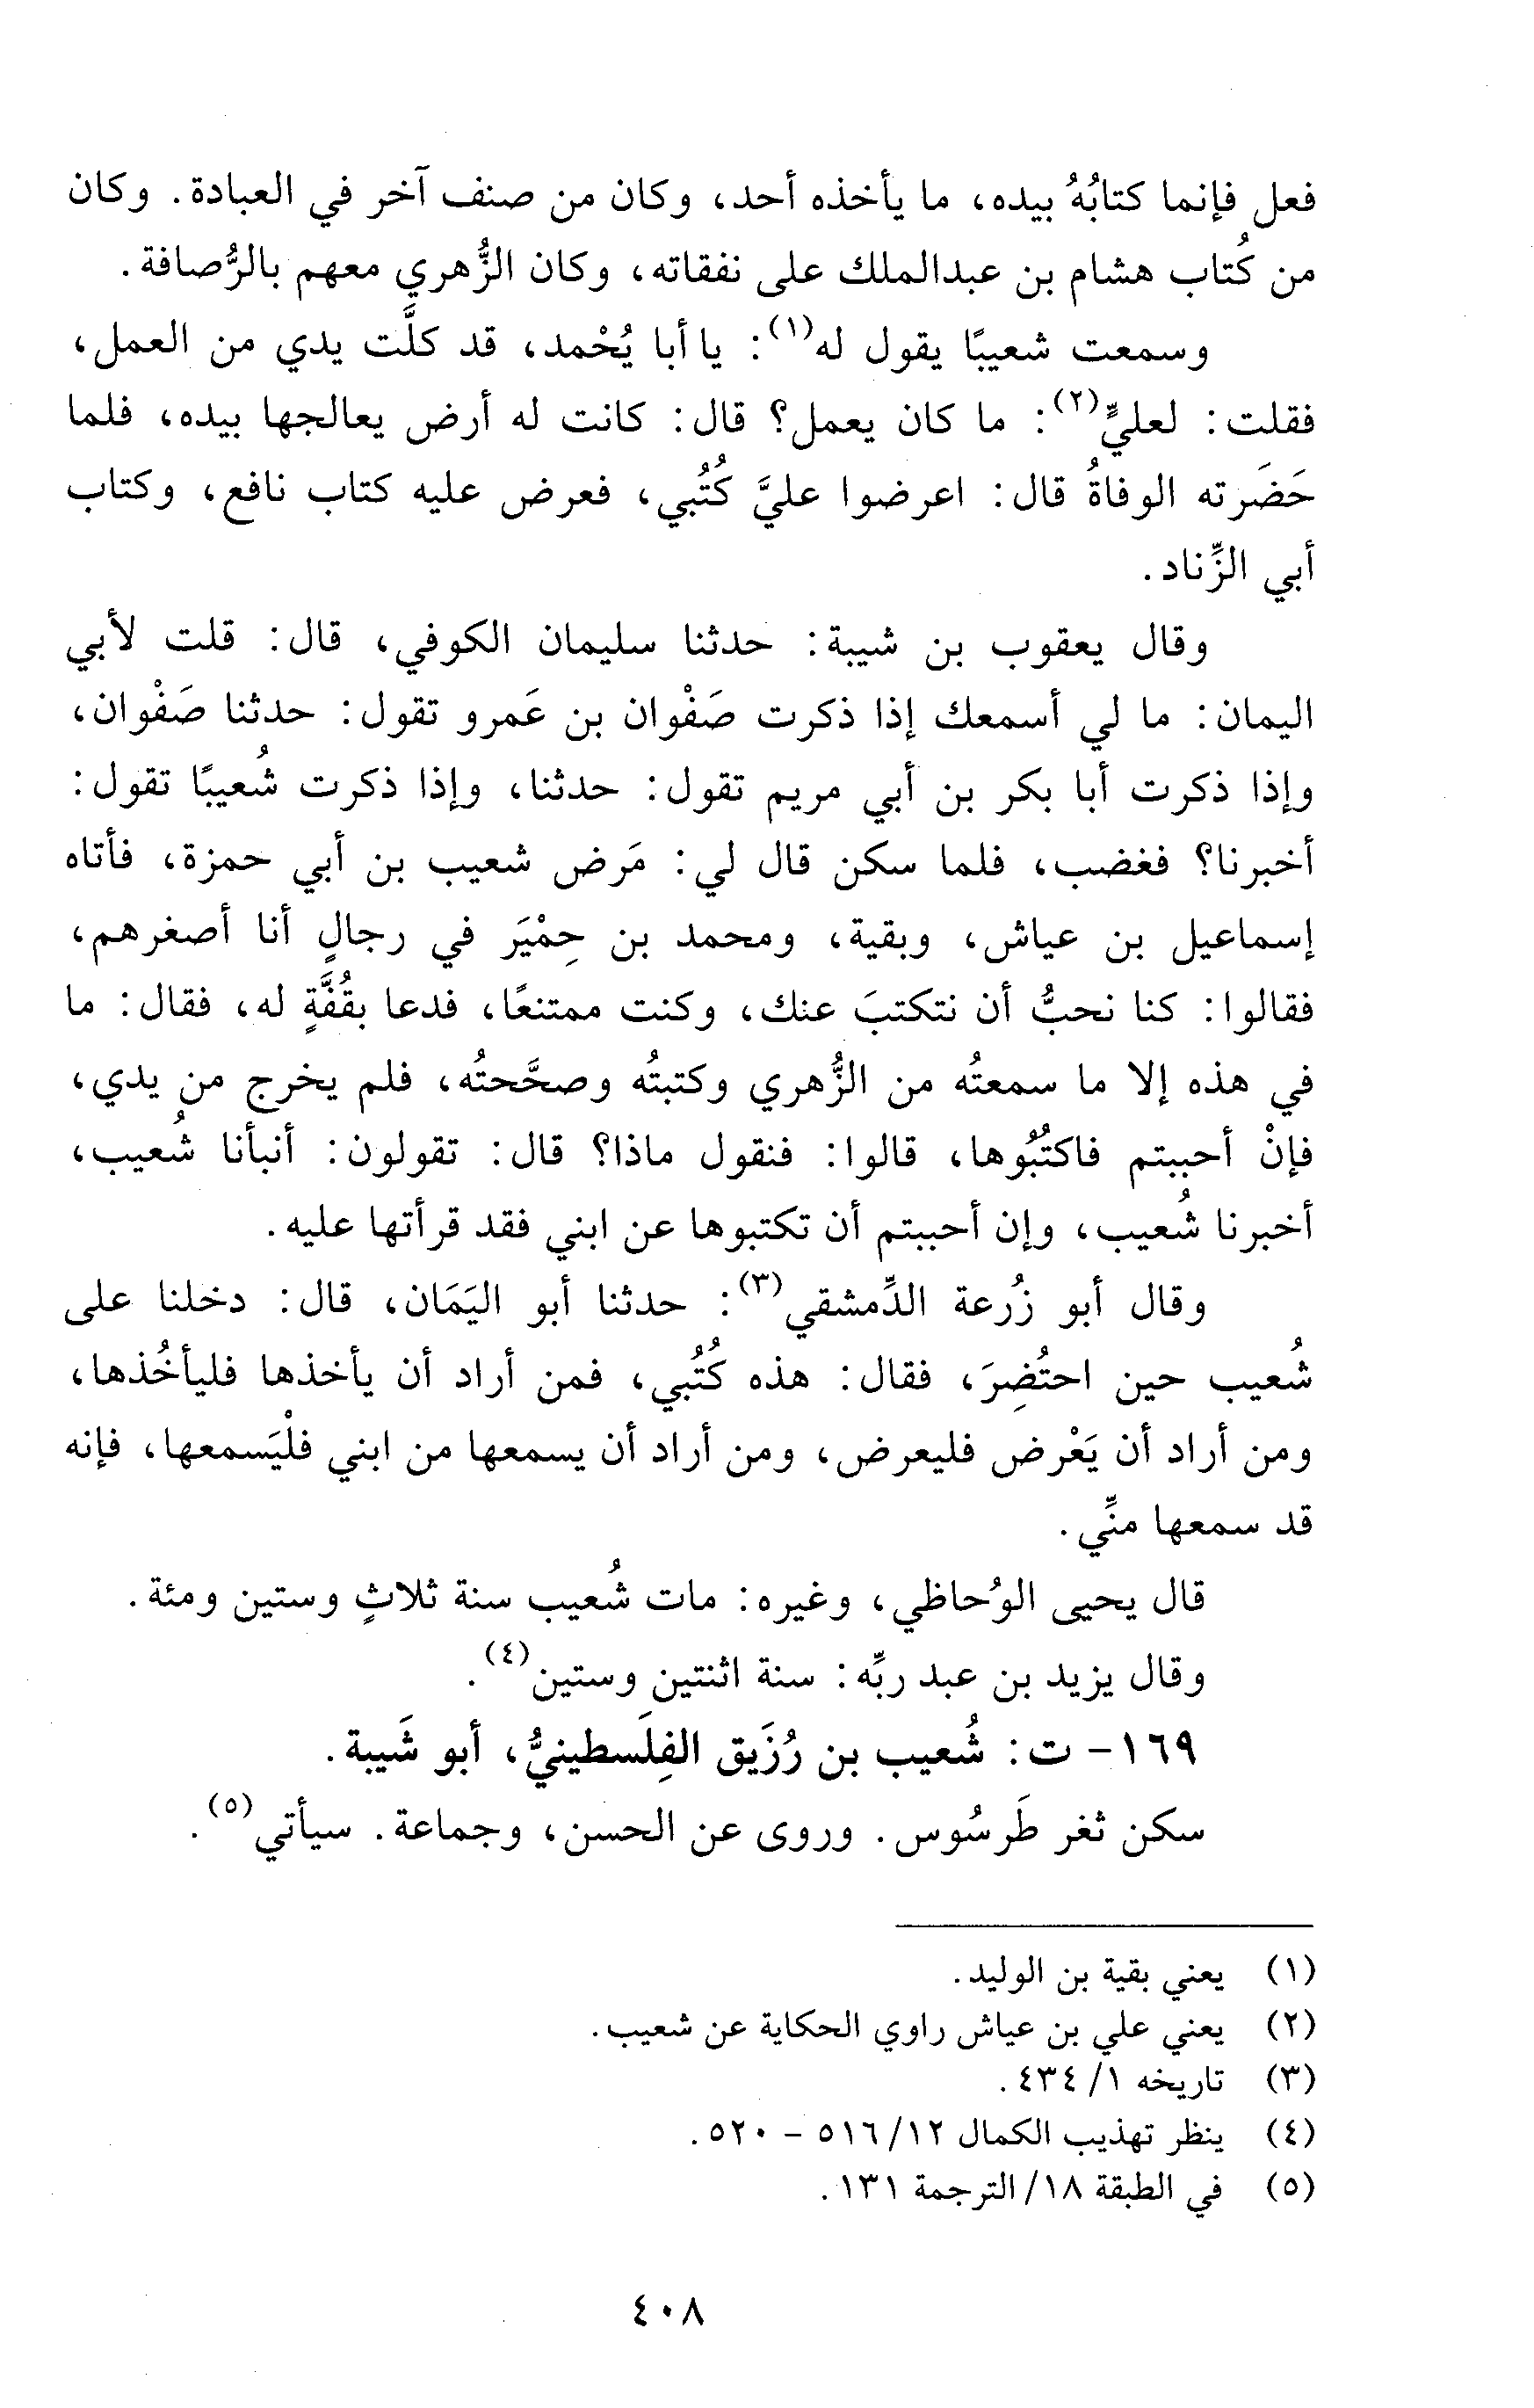 فعل فإنما كتابُهُ بيده، ما يأخذه أحد، وكان من صنف آخر في العبادة. وكان
من كُتاب هشام بن عبدالملك على نفقاته، وكان الزُّهري معهم بالرُّصافة.
وسمعت شعيبًا يقول له(١): يا أبا يُحْمد، قد كلَّت يدي من العمل،
فقلت: لعليٍّ(٢): ما كان يعمل؟ قال: كانت له أرض يعالجها بيده، فلما
حَضَرته الوفاةُ قال: اعرضوا عليَّ كُتُبي، فعرض عليه كتاب نافع، وكتاب
أبي الزِّناد.
وقال يعقوب بن شيبة: حدثنا سليمان الكوفي، قال: قلت لأبي
اليمان: ما لي أسمعك إذا ذكرت صَفْوان بن عَمرو تقول: حدثنا صَفْوان،
وإذا ذكرت أبا بكر بن أبي مريم تقول: حدثنا، وإذا ذكرت شُعيبًا تقول:
أخبرنا؟ فغضب، فلما سكن قال لي: مَرض شعيب بن أبي حمزة، فأتاه
إسماعيل بن عياش، وبقية، ومحمد بن حِمْيَر في رجالٍ أنا أصغرهم،
فقالوا: كنا نحبُّ أن نتكتبَ عنك، وكنت ممتنعًا، فدعا بقُفَّةٍ له، فقال: ما
في هذه إلا ما سمعتُه من الزُّهري وكتبتُه وصحَّحتُه، فلم يخرج من يدي،
فإنْ أحببتم فاكتُبُوها، قالوا: فنقول ماذا؟ قال: تقولون: أنبأنا شُعيب،
أخبرنا شُعيب، وإن أحببتم أن تكتبوها عن ابني فقد قرأتها عليه.
وقال أبو زُرعة الدِّمشقي(٣): حدثنا أبو اليَمَان، قال: دخلنا على
شُعيب حين احتُضِرَ، فقال: هذه كُتُبي، فمن أراد أن يأخذها فليأخُذها،
ومن أراد أن يَعْرض فليعرض، ومن أراد أن يسمعها من ابني فلْيَسمعها، فإنه
قد سمعها منِّي.
قال يحيى الوُحاظي، وغيره: مات شُعيب سنة ثلاثٍ وستين ومئة.
وقال يزيد بن عبد ربِّه: سنة اثنتين وستين(٤).
١٦٩- ت: شُعيب بن رُزَيق الفِلَسطينيُّ، أبو شَيبة.
سكن ثغر طَرسُوس. وروى عن الحسن، وجماعة. سيأتي(٥).
(١) يعني بقية بن الوليد.
(٢) يعني علي بن عياش راوي الحكاية عن شعيب.
(٣) تاريخه ١/ ٤٣٤.
(٤) ينظر تهذيب الكمال ١٢/ ٥١٦ - ٥٢٠.
(٥) في الطبقة ١٨/ الترجمة ١٣١.
٤٠٨